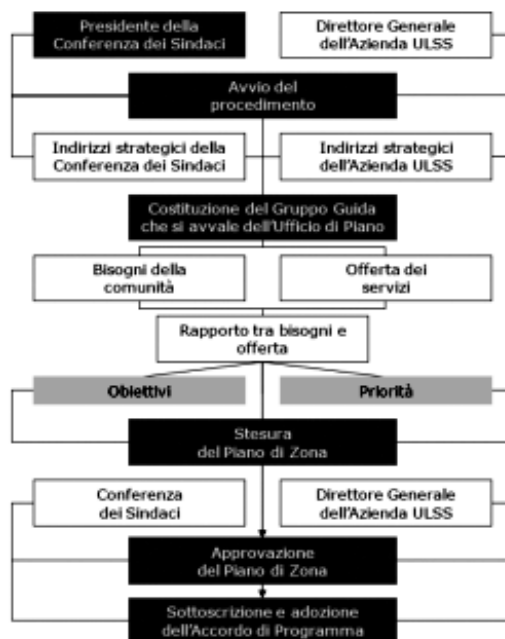 Presidente della
Conferenza dei Sindaci
Direttore Generale
dell'Azienda ULSS
Avvio del
procedimento
Indirizzi strategici della
Conferenza dei Sindaci
Indirizzi strategici
dell'Azienda ULSS
Costituzione del Gruppo Guida
che si avvale dell'Ufficio di Piano
Bisogni della
comunità
Offerta dei
servizi
Rapporto tra bisogni e
offerta
Obiettivi
Priorità
Stesura
del Piano di Zona
Conferenza
dei Sindaci
Direttore Generale
dell'Azienda ULSS
Approvazione
del Piano di Zona
Sottoscrizione e adozione
dell'Accordo di Programma